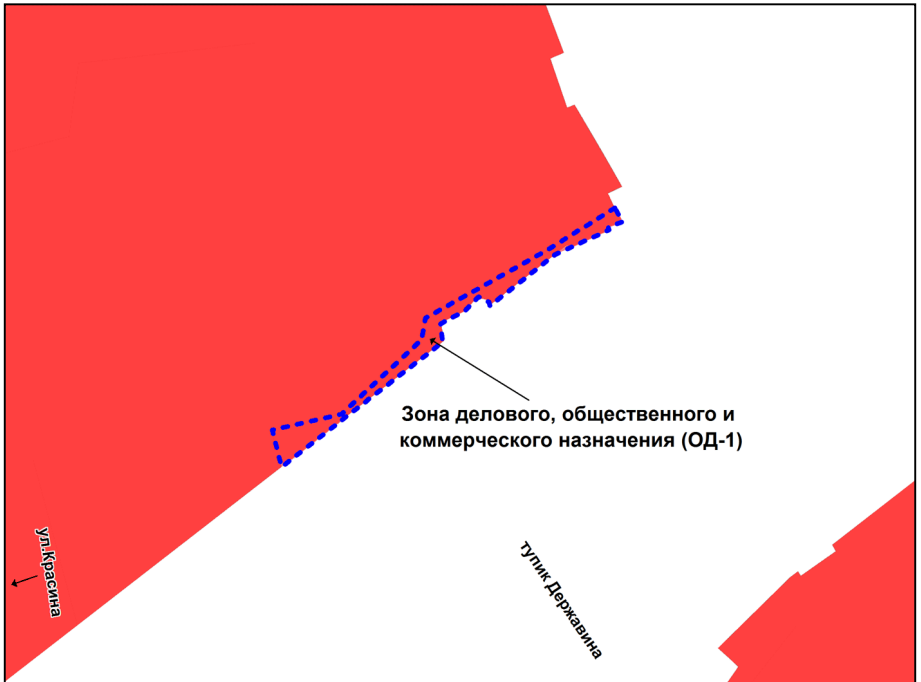 Зона делового, общественного и
коммерческого назначения (ОД-1)
ул.Красина
тупик Державина